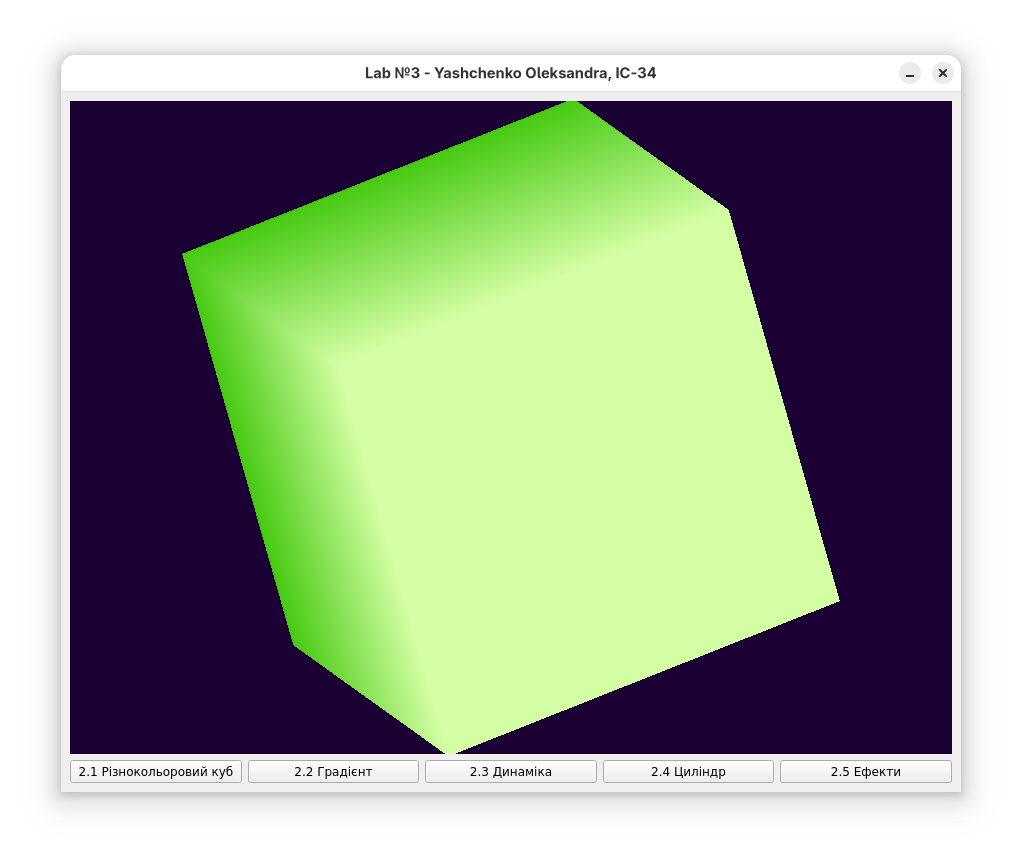 Lab №3 - Yashchenko Oleksandra, IC-34
2.1 Різнокольоровий куб
2.2 Градієнт
2.3 Динаміка
2.4 Циліндр
2.5 Ефекти